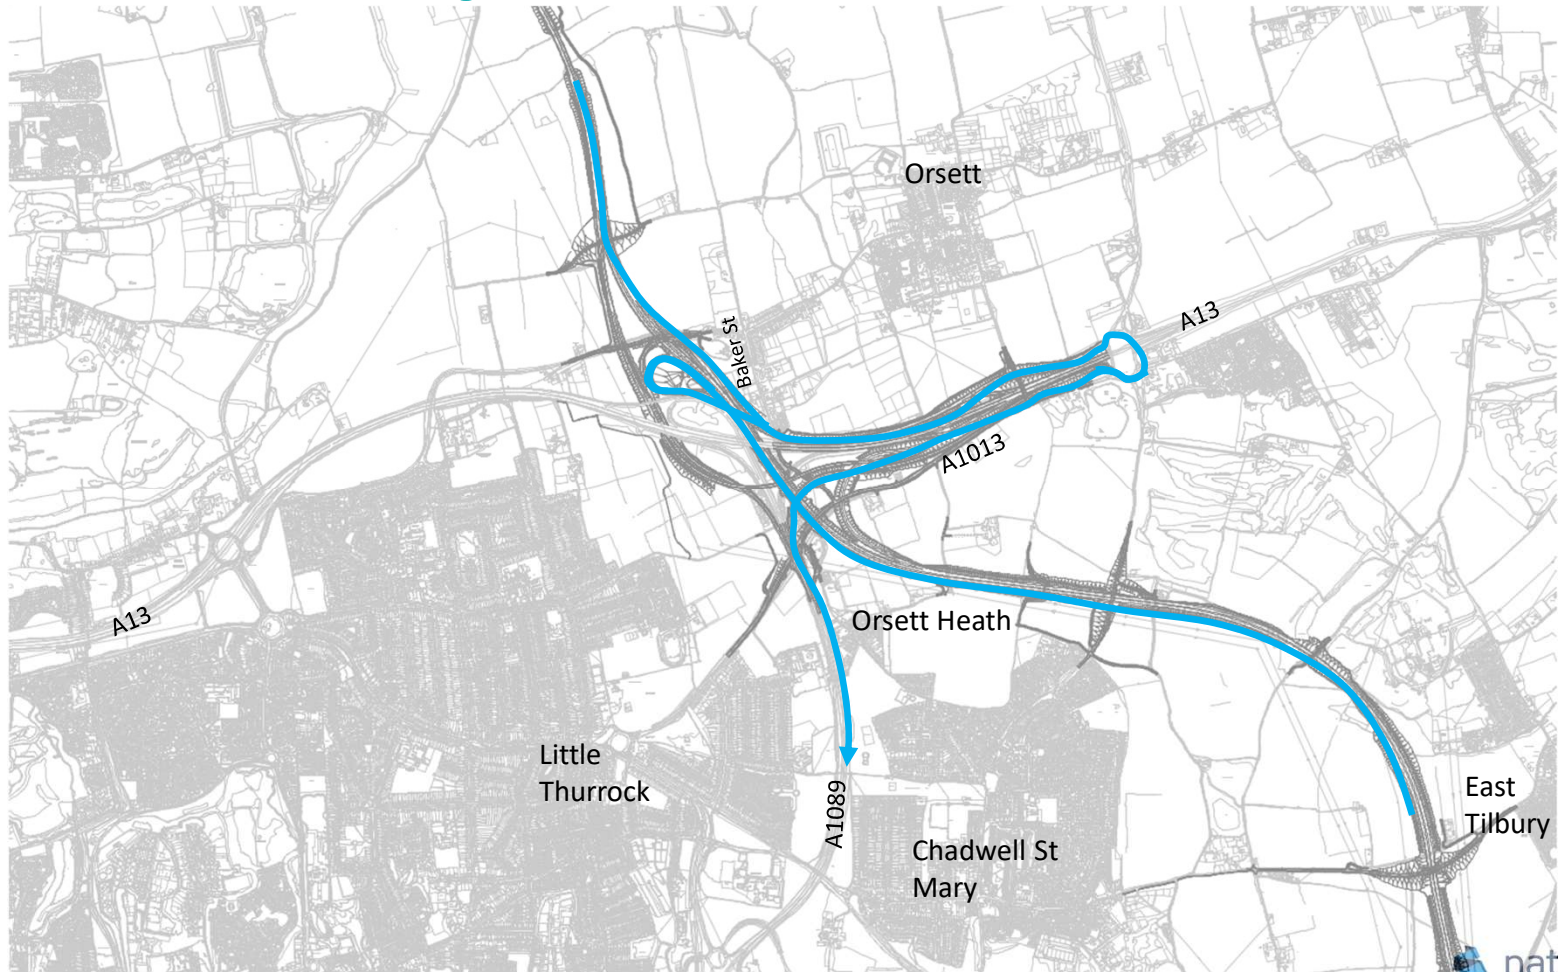 Orsett
A13
Baker St
A1013
A13
Orsett Heath
Little
Thurrock
East
Tilbury
A1089
Chadwell St
Mary